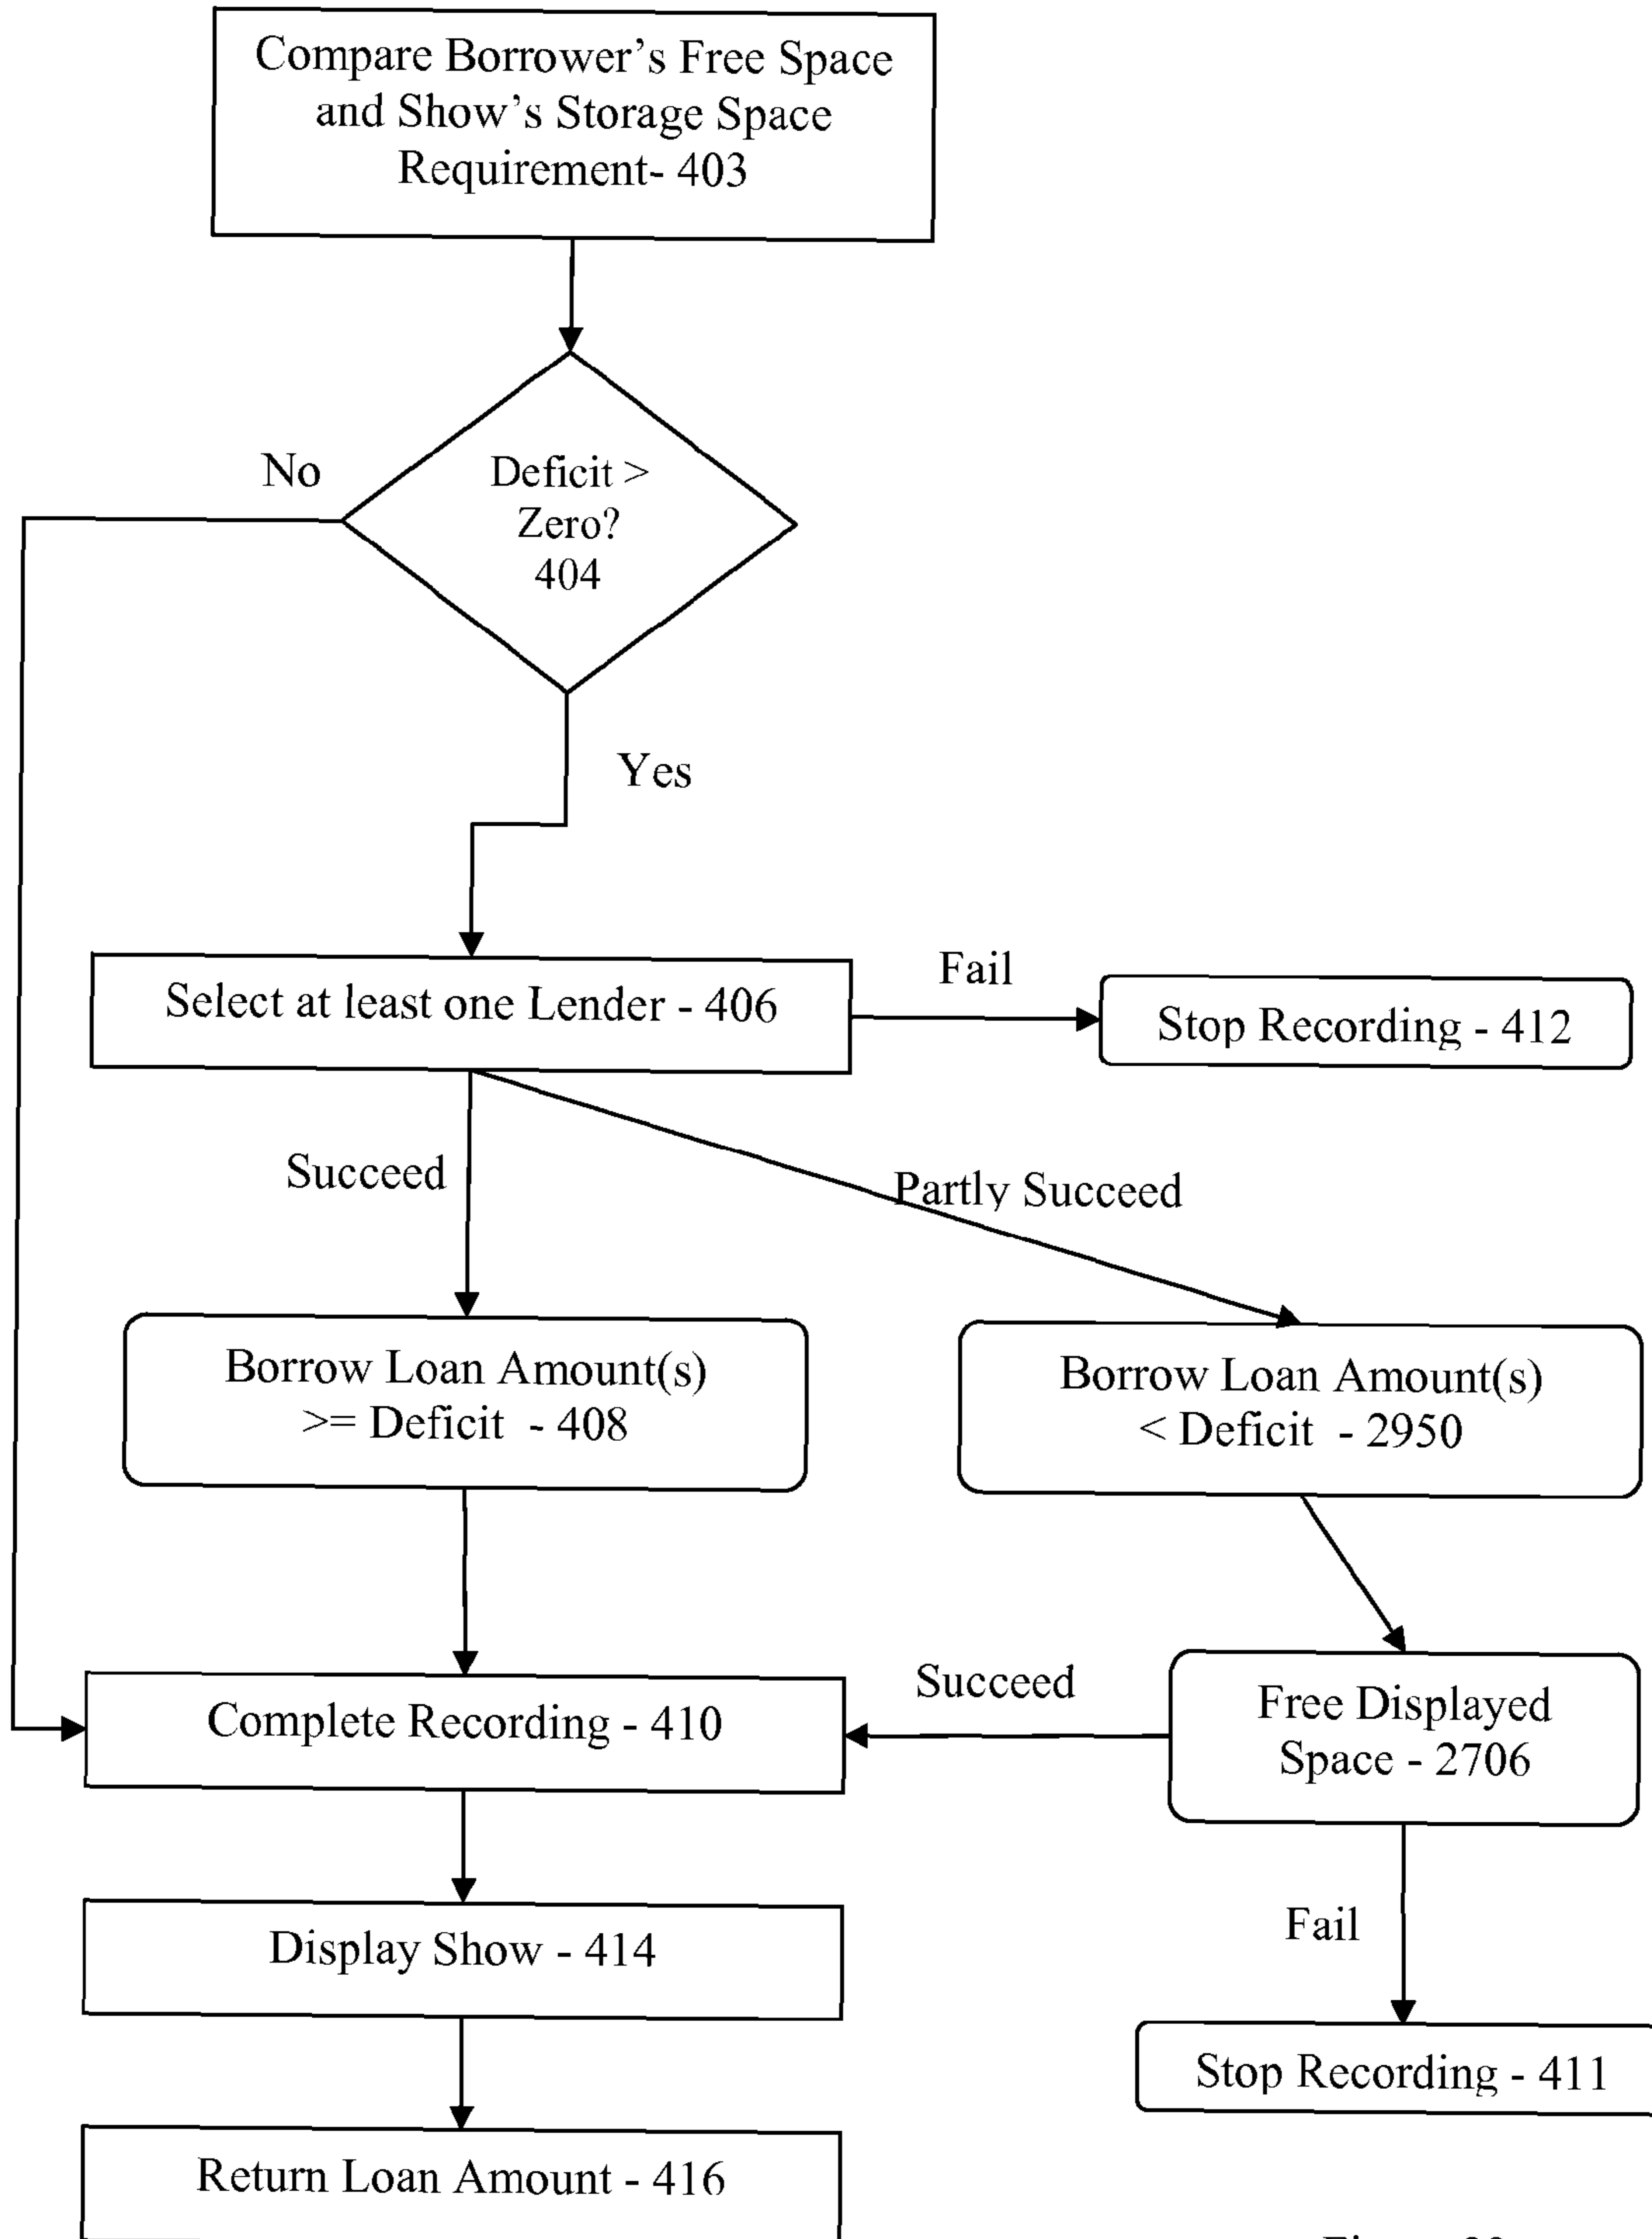 Compare Borrower's Free Space
and Show's Storage Space
Requirement- 403
No
Deficit >
Zero?
404
Yes
Select at least one Lender - 406
Fail
Stop Recording - 412
Succeed
Partly Succeed
Borrow Loan Amount(s)
>= Deficit - 408
Borrow Loan Amount(s)
< Deficit - 2950
Complete Recording - 410
Succeed
Free Displayed
Space - 2706
Display Show - 414
Fail
Stop Recording - 411
Return Loan Amount - 416